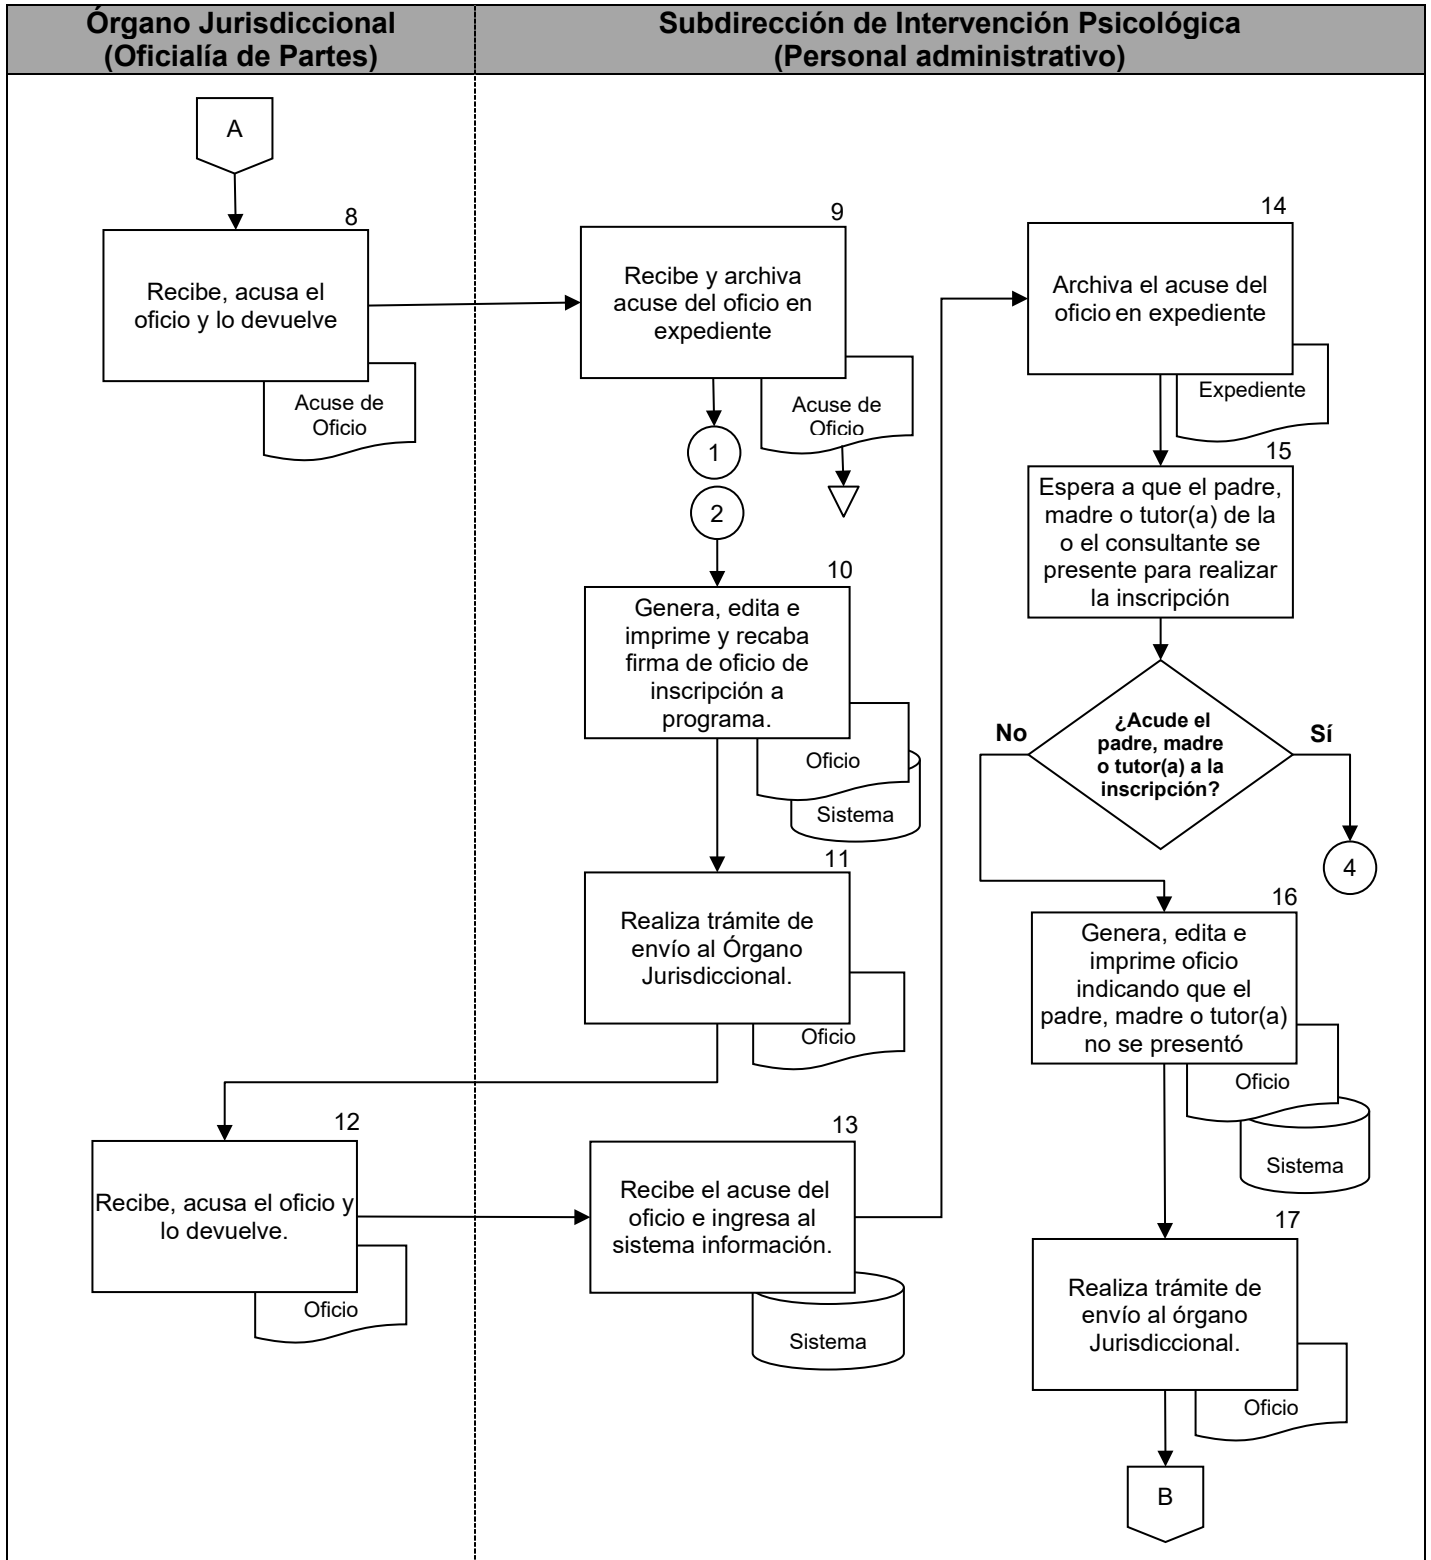 Órgano Jurisdiccional
(Oficialía de Partes)
Subdirección de Intervención Psicológica
(Personal administrativo)
A
8
Recibe, acusa el
oficio y lo devuelve
Acuse de
Oficio
9
Recibe y archiva
acuse del oficio en
expediente
Acuse de
Oficio
1
2
10
Genera, edita e
imprime y recaba
firma de oficio de
inscripción a
programa.
Oficio
Sistema
11
Realiza trámite de
envío al Órgano
Jurisdiccional.
Oficio
12
Recibe, acusa el oficio y
lo devuelve.
Oficio
13
Recibe el acuse del
oficio e ingresa al
sistema información.
Sistema
14
Archiva el acuse del
oficio en expediente
Expediente
15
Espera a que el padre,
madre o tutor(a) de la
o el consultante se
presente para realizar
la inscripción
¿Acude el
padre, madre
o tutor(a) a la
inscripción?
No
Sí
4
16
Genera, edita e
imprime oficio
indicando que el
padre, madre o tutor(a)
no se presentó
Oficio
Sistema
17
Realiza trámite de
envío al órgano
Jurisdiccional.
Oficio
B